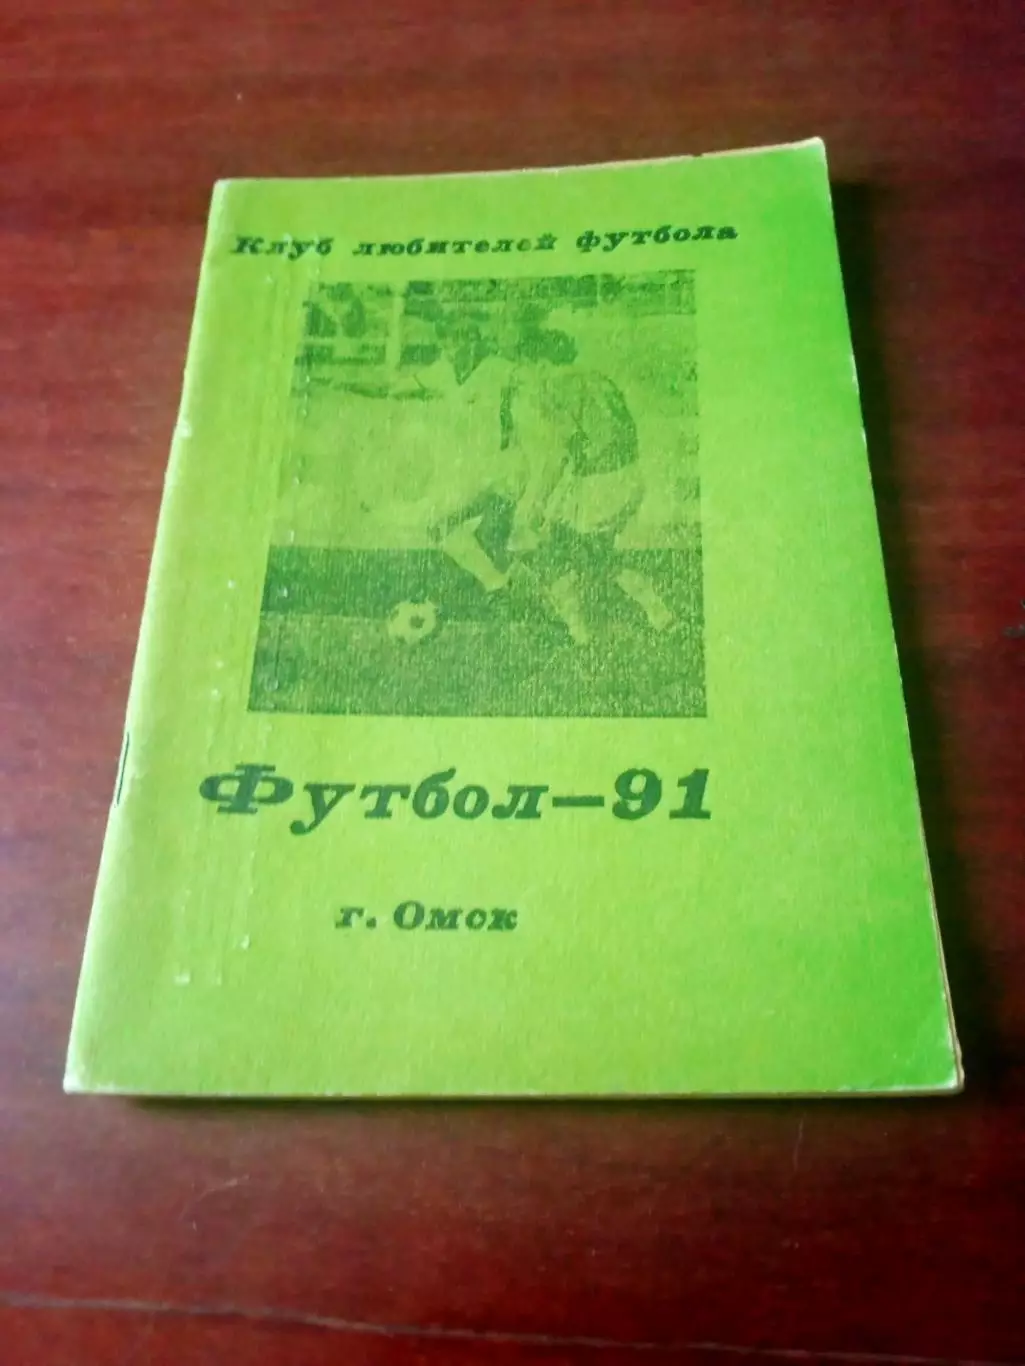 Клуб любителей футбола
Футбол-91
г. Омск